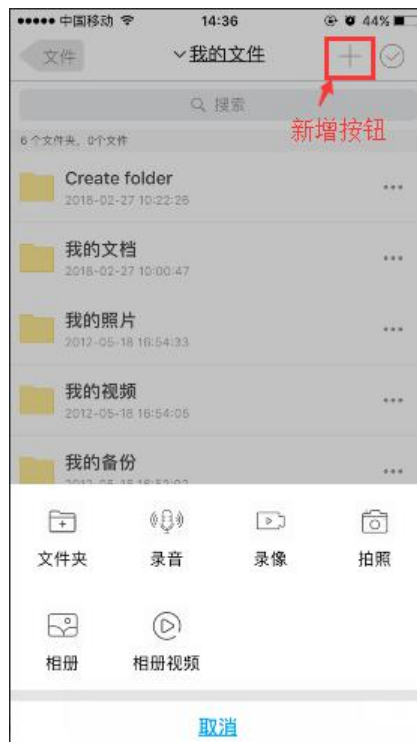 中国移动 14:36 44%
文件 我的文件
搜索
新增按钮
6个文件夹，0个文件
Create folder
2018-02-27 10:22:26
我的文档
2018-02-27 10:00:47
我的照片
2012-05-18 16:54:33
我的视频
2012-05-18 16:54:05
我的备份
文件夹 录音 录像 拍照
相册 相册视频
取消